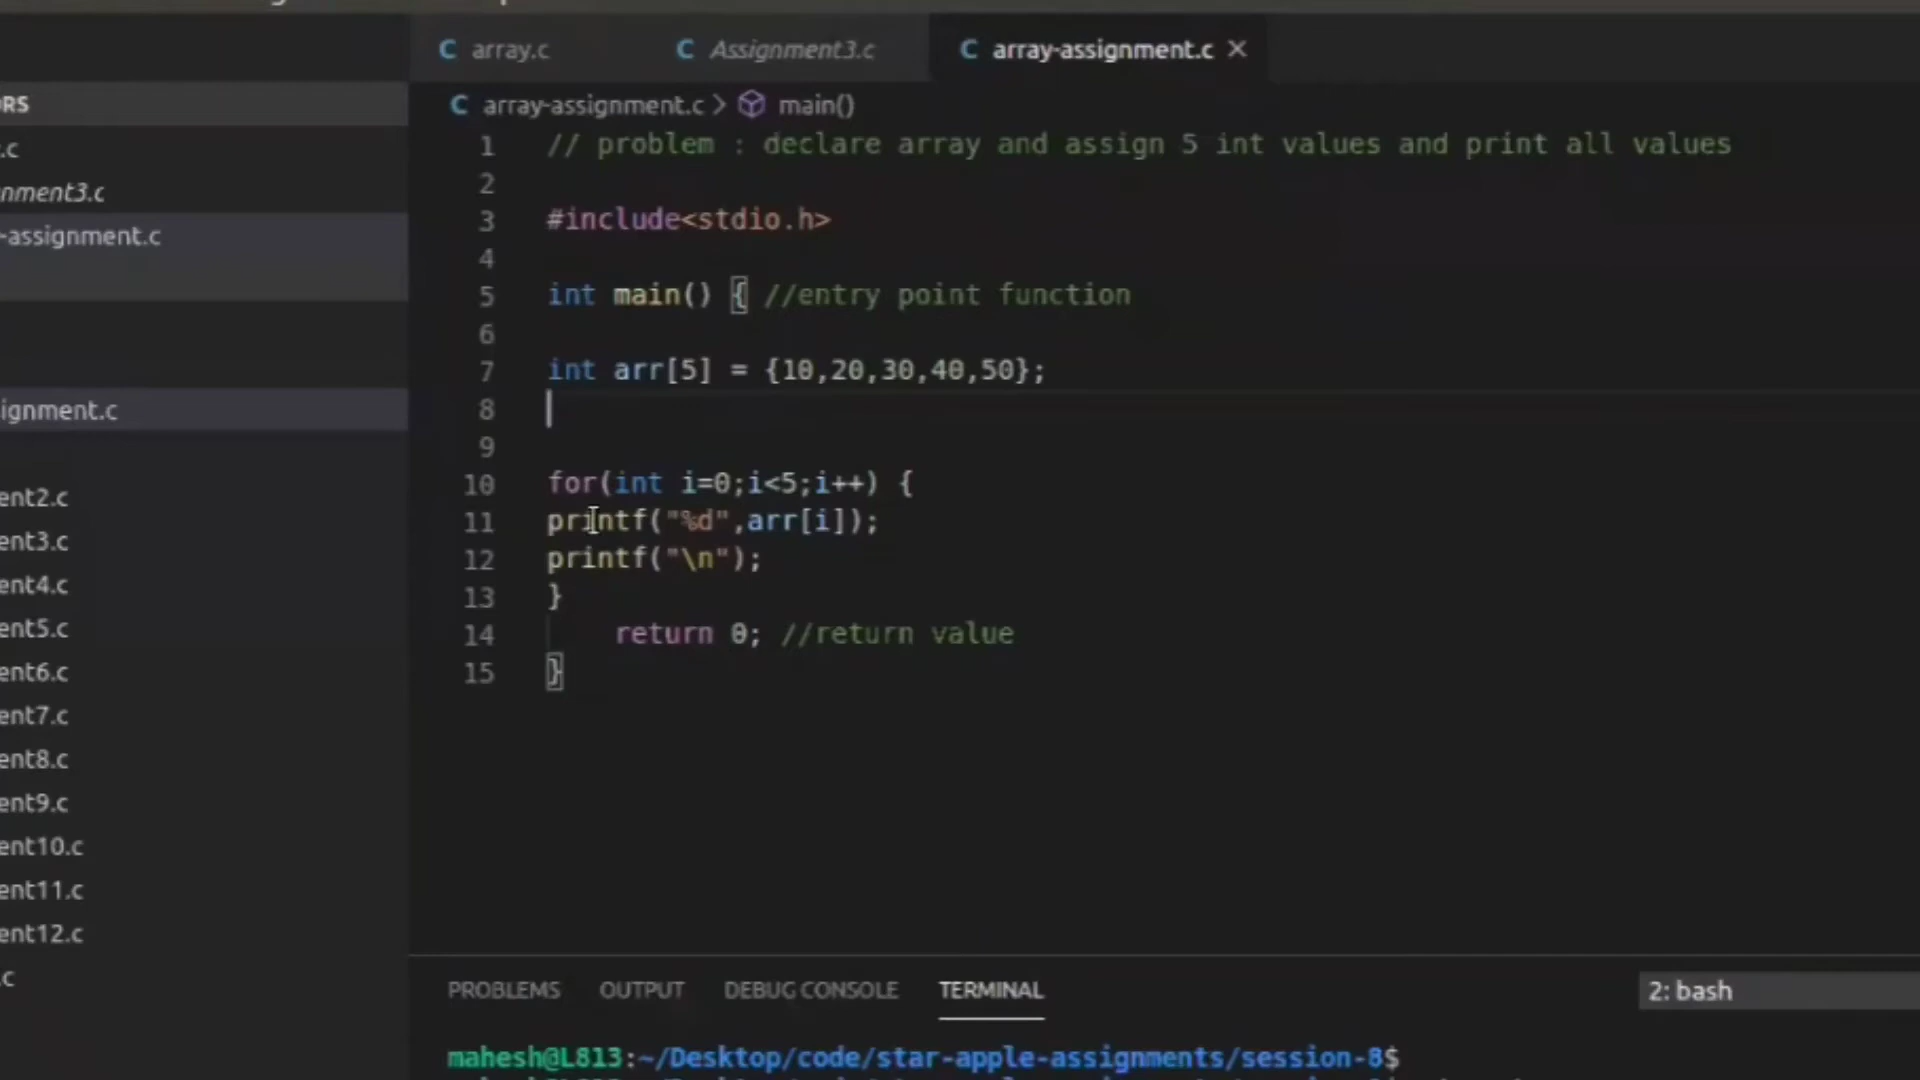 array.c
Assignment3.c
array-assignment.c
array-assignment.c > main()
1 // problem : declare array and assign 5 int values and print all values
2
3 #include<stdio.h>
4
5 int main() { //entry point function
6
7 int arr[5] = {10,20,30,40,50};
8
9
10 for(int i=0;i<5;i++) {
11 printf("%d",arr[i]);
12 printf("\n");
13 }
14 return 0; //return value
15 }
RS
.c
nment3.c
-assignment.c
ignment.c
ent2.c
ent3.c
ent4.c
ent5.c
ent6.c
ent7.c
ent8.c
ent9.c
ent10.c
ent11.c
ent12.c
.c
PROBLEMS OUTPUT DEBUG CONSOLE TERMINAL
2: bash
mahesh@L813:~/Desktop/code/star-apple-assignments/session-8$